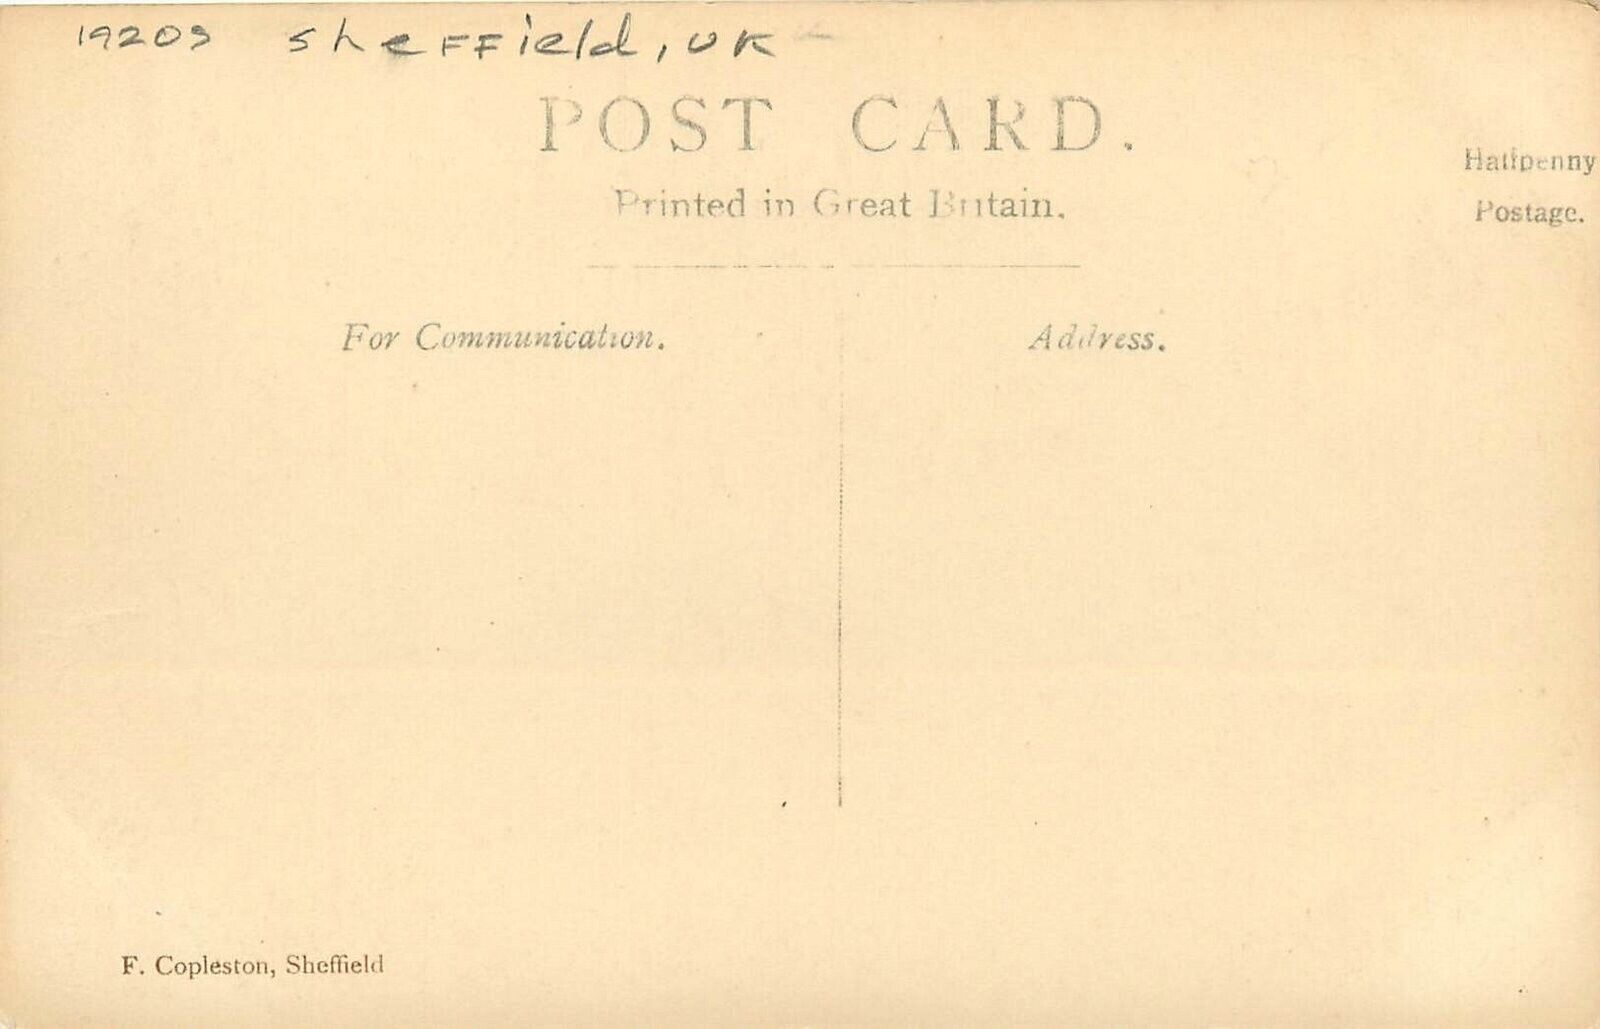 1920s Sheffield, UK
POST CARD.
Printed in Great Britain.
Halfpenny
Postage.
For Communication.
Address.
F. Copleston, Sheffield